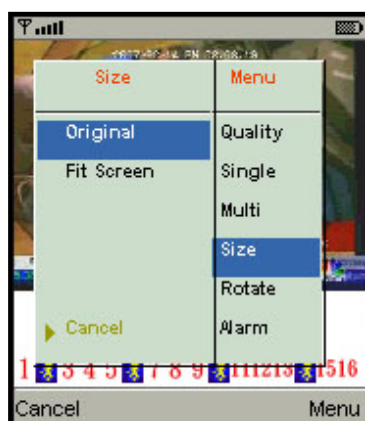 Size
Menu
Original
Fit Screen
Cancel
Quality
Single
Multi
Size
Rotate
Alarm
1 3 4 5 7 8 9 11 12 13 15 16
Cancel
Menu